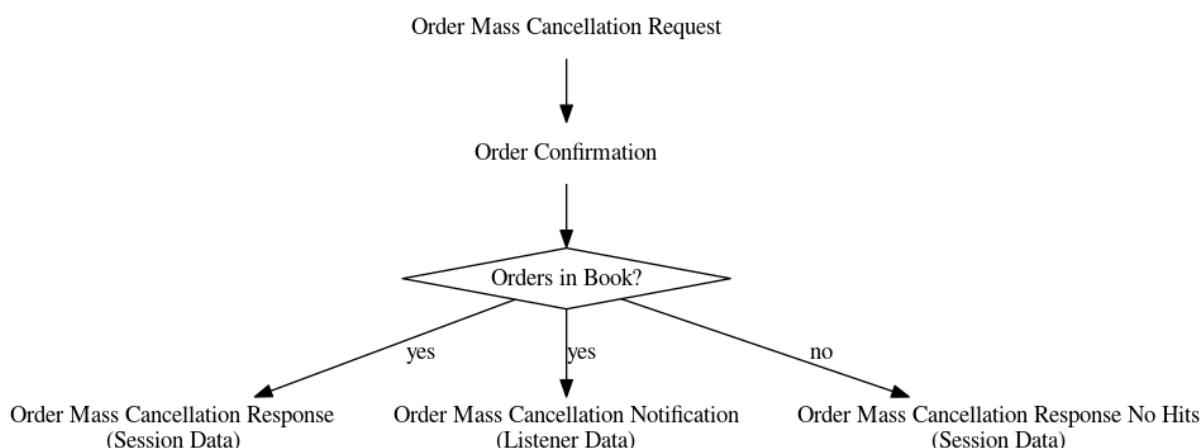 Order Mass Cancellation Request
Order Confirmation
Orders in Book?
yes
yes
no
Order Mass Cancellation Response
(Session Data)
Order Mass Cancellation Notification
(Listener Data)
Order Mass Cancellation Response No Hits
(Session Data)